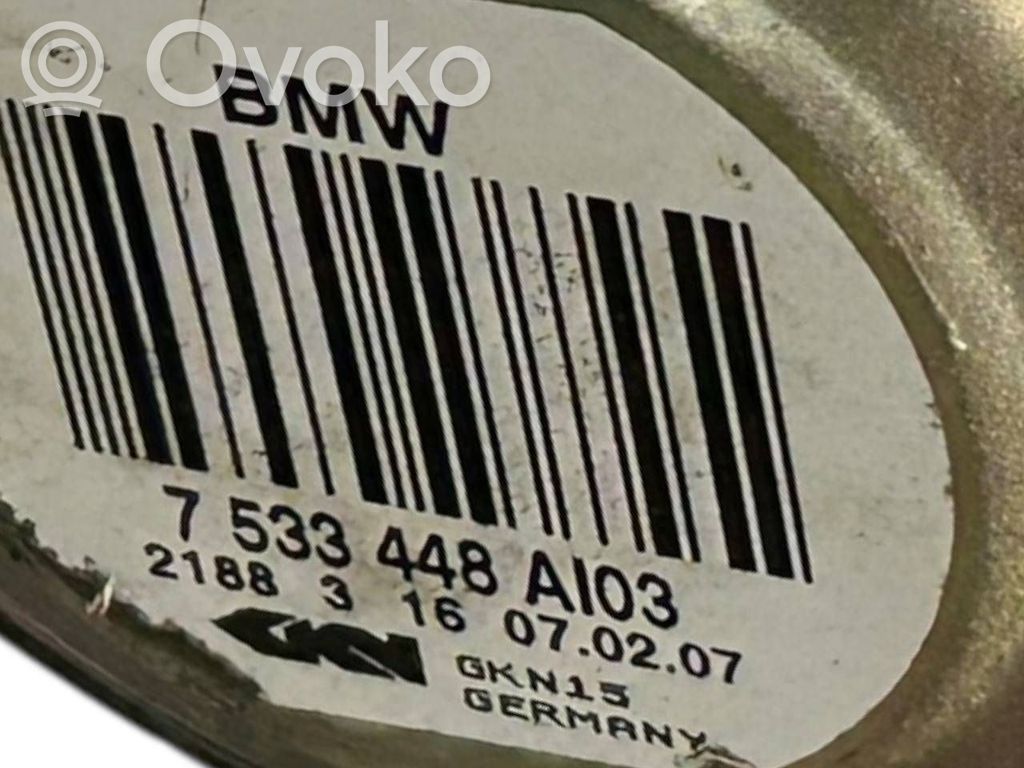 Ovoko
BMW
7 533 448 AI03
2188 3 16 07.02.07
GKN
GKN15
GERMANY